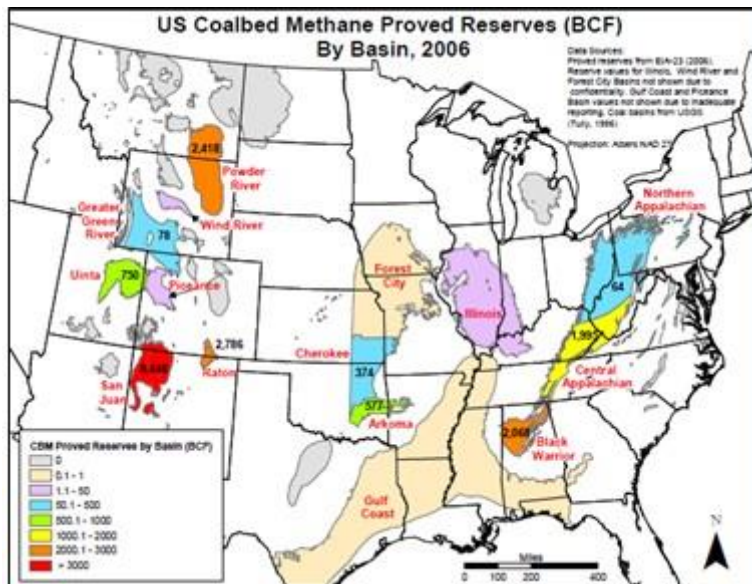 US Coalbed Methane Proved Reserves (BCF)
By Basin, 2006
Data Sources:
Proved reserves from EIA-23 (2006).
Reserve values for Illinois, Wind River and
Forest City Basins not shown due to
confidentiality. Gulf Coast and Piceance
Basin values not shown due to inadequate
reporting. Coal basins from USGS
(Tully, 1996)
Projection: Albers NAD 27
2,418
Powder
River
Northern Appalachian
Greater
Green
River
Wind River
78
Forest
City
Uinta
750
Piceance
Illinois
64
1,995
2,786
Cherokee
San
Juan
Raton
374
Central
Appalachian
577
Arkoma
2,068
Black
Warrior
Gulf
Coast
CBM Proved Reserves by Basin (BCF)
0
0.1 - 1
1.1 - 50
50.1 - 500
500.1 - 1000
1000.1 - 2000
2000.1 - 3000
> 3000
N
Miles
0 100 200 400